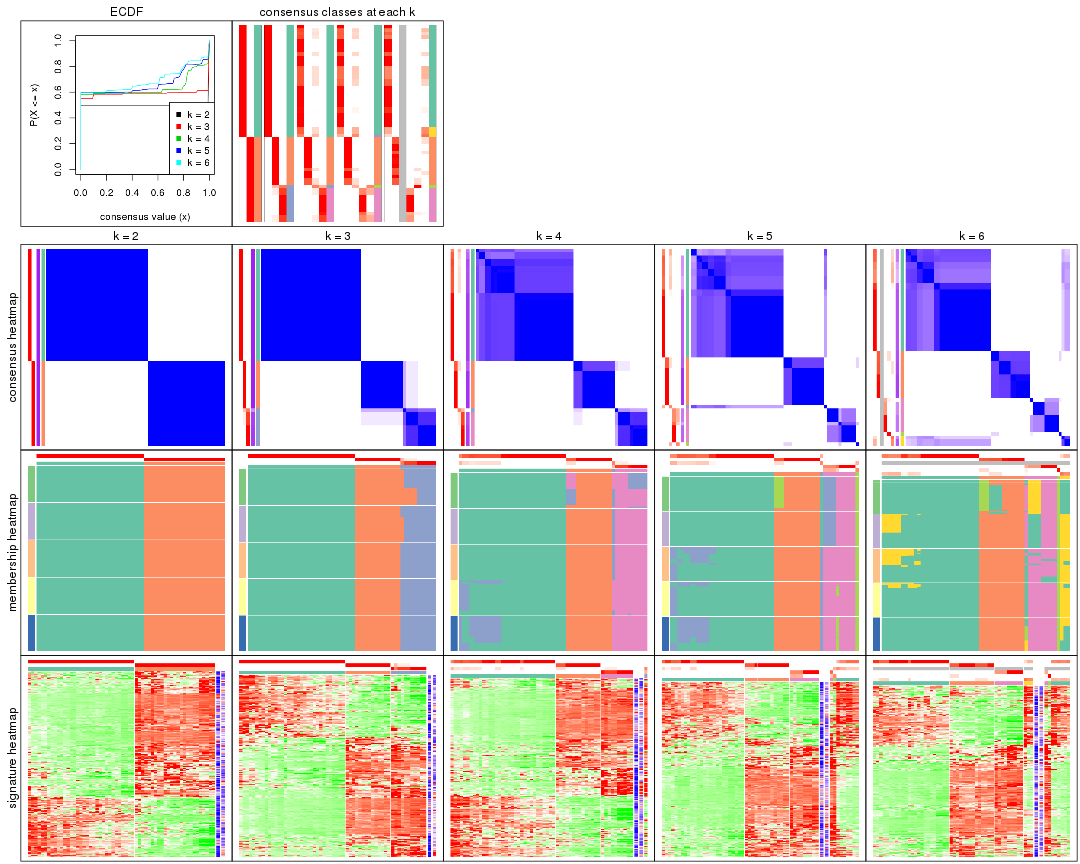 ECDF
consensus classes at each k
P(X <= x)
1.0
0.8
0.6
0.4
0.2
0.0
k = 2
k = 3
k = 4
k = 5
k = 6
0.0 0.2 0.4 0.6 0.8 1.0
consensus value (x)
k = 2
k = 3
k = 4
k = 5
k = 6
consensus heatmap
membership heatmap
signature heatmap